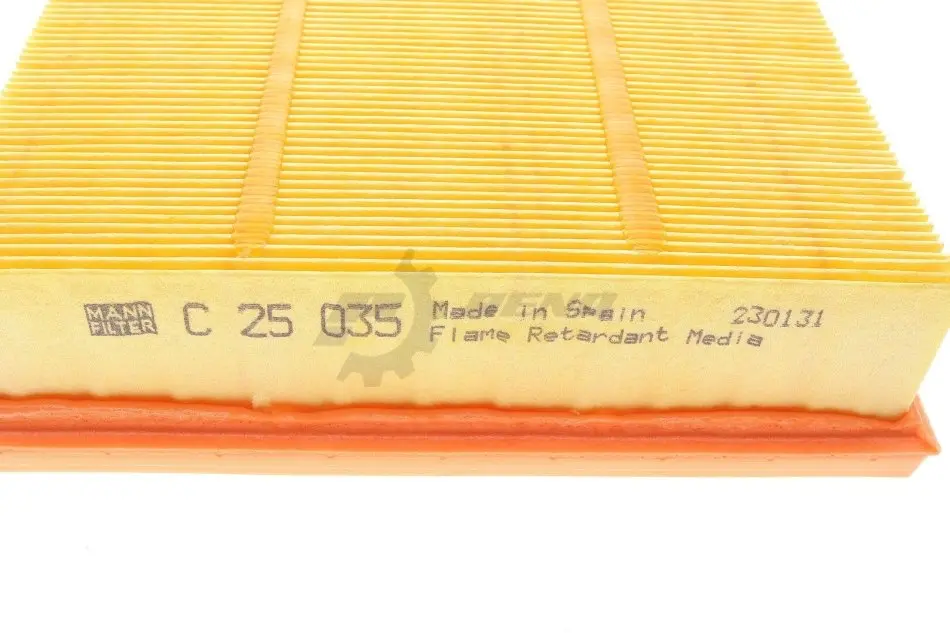 MANN
FILTER
C 25 035
Made in Spain
Flame Retardant Media
230131